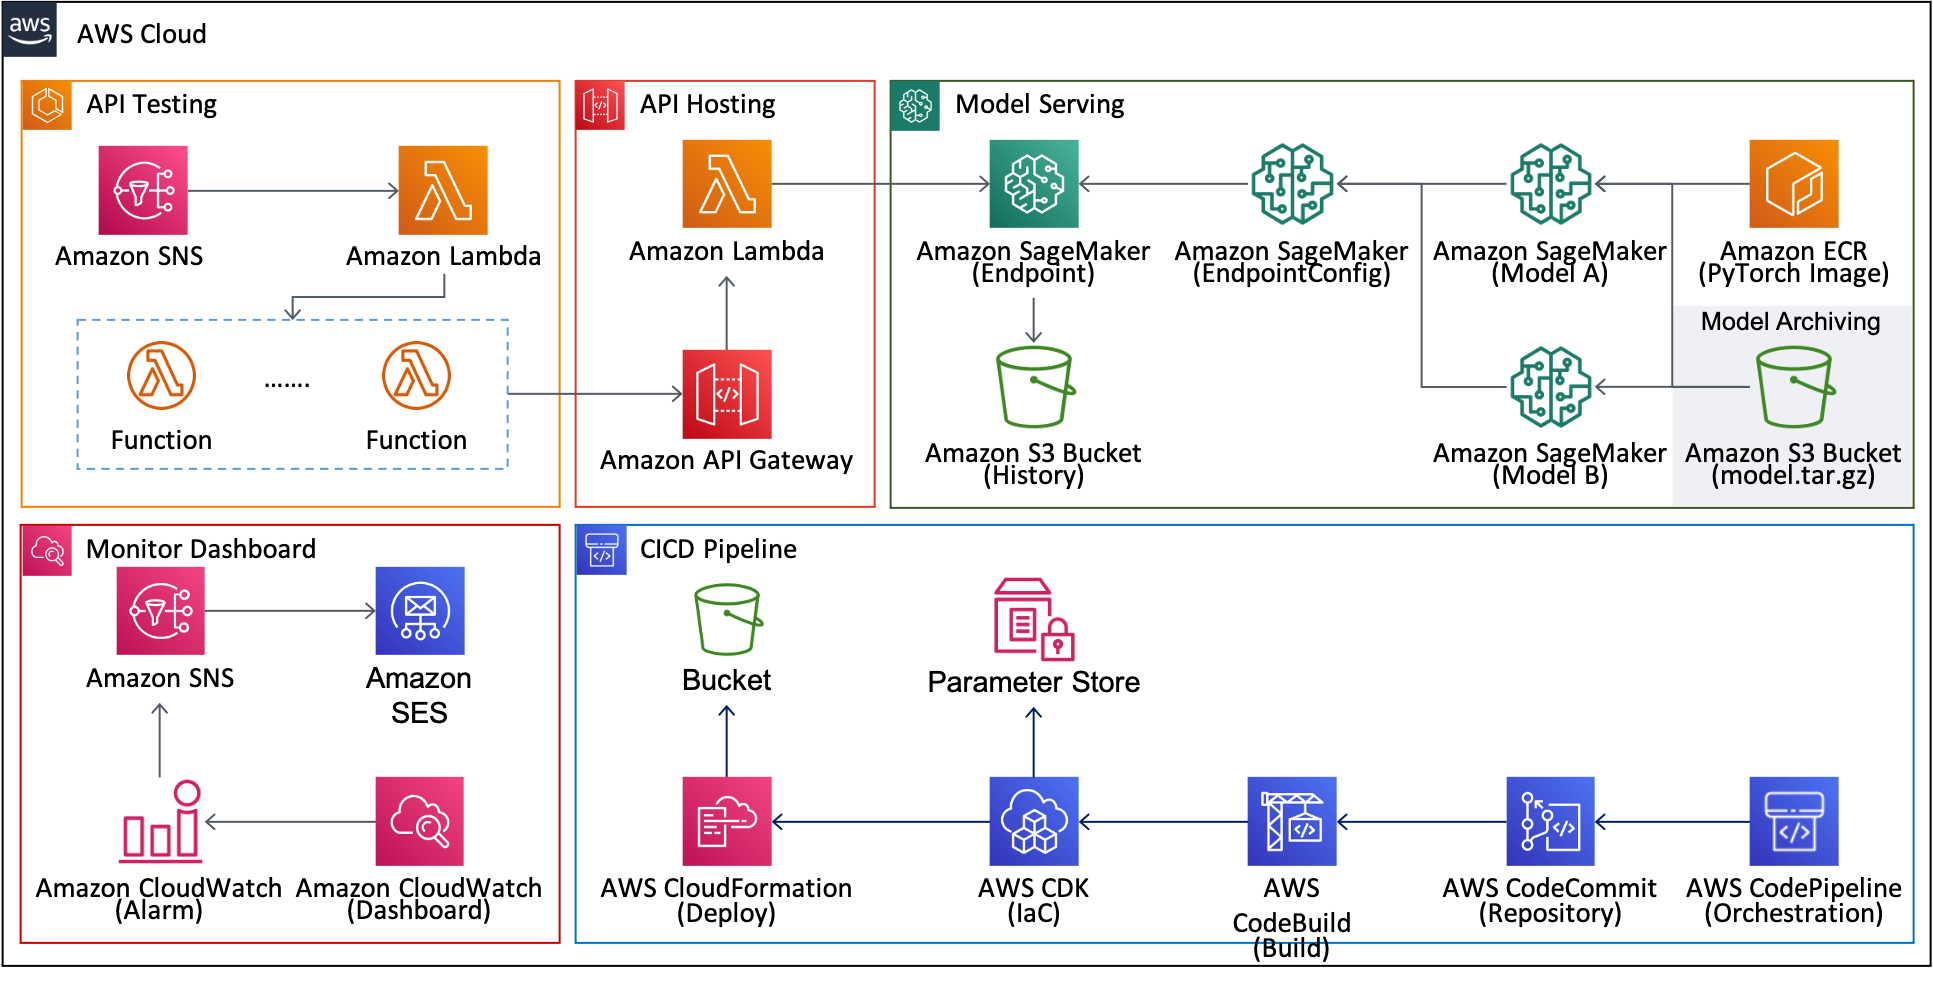 aws
AWS Cloud
API Testing
Amazon SNS
Amazon Lambda
Function
.......
Function
API Hosting
Amazon Lambda
Amazon API Gateway
Model Serving
Amazon SageMaker
(Endpoint)
Amazon SageMaker
(EndpointConfig)
Amazon SageMaker
(Model A)
Amazon ECR
(PyTorch Image)
Model Archiving
Amazon S3 Bucket
(History)
Amazon SageMaker
(Model B)
Amazon S3 Bucket
(model.tar.gz)
Monitor Dashboard
Amazon SNS
Amazon
SES
Amazon CloudWatch
(Alarm)
Amazon CloudWatch
(Dashboard)
CICD Pipeline
Bucket
Parameter Store
AWS CloudFormation
(Deploy)
AWS CDK
(IaC)
AWS
CodeBuild
(Build)
AWS CodeCommit
(Repository)
AWS CodePipeline
(Orchestration)